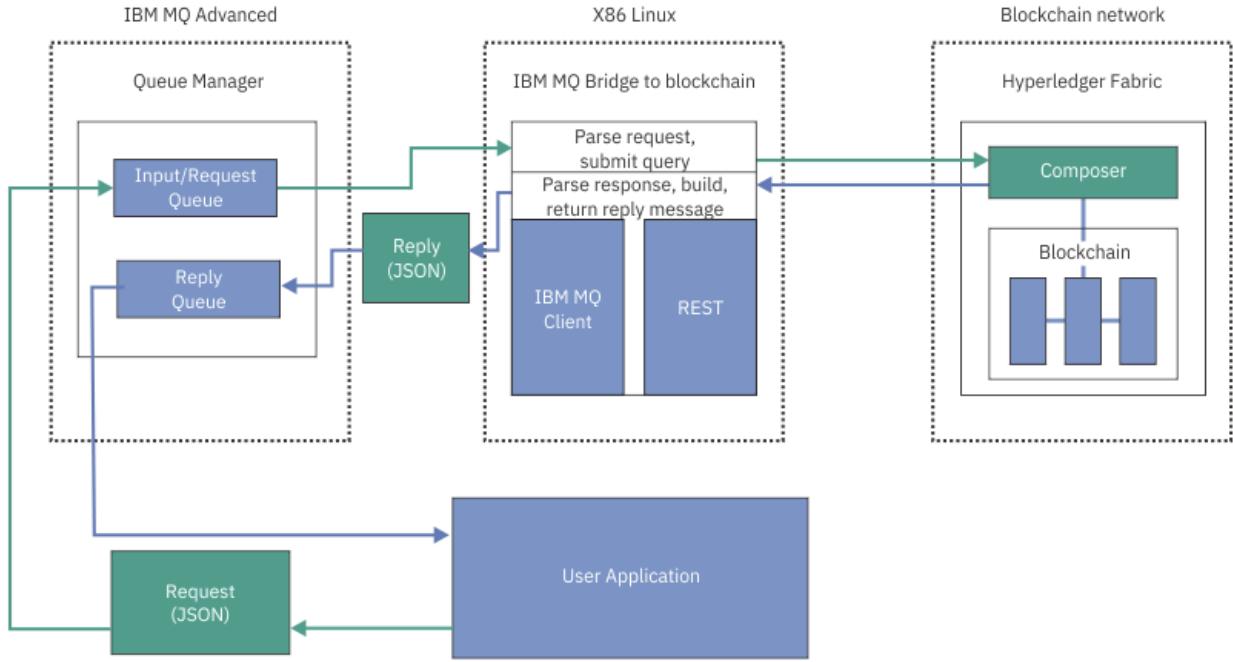 IBM MQ Advanced
X86 Linux
Blockchain network
Queue Manager
IBM MQ Bridge to blockchain
Hyperledger Fabric
Input/Request
Queue
Reply
Queue
Reply
(JSON)
Parse request,
submit query
Parse response, build,
return reply message
IBM MQ
Client
REST
Composer
Blockchain
Request
(JSON)
User Application